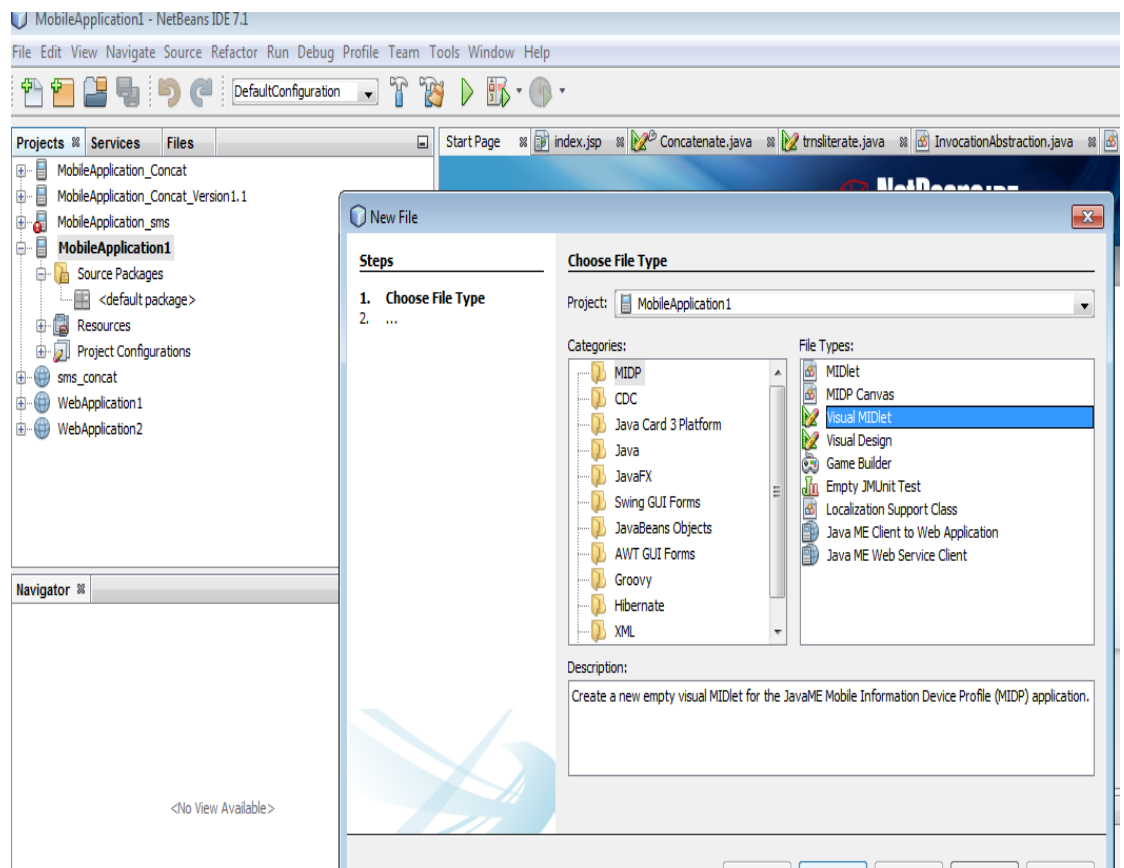 MobileApplication1 - NetBeans IDE 7.1
File Edit View Navigate Source Refactor Run Debug Profile Team Tools Window Help
DefaultConfiguration
Projects Services Files
Start Page index.jsp Concatenate.java trnsliterate.java InvocationAbstraction.java
MobileApplication_Concat
MobileApplication_Concat_Version1.1
MobileApplication_sms
MobileApplication1
Source Packages
<default package>
Resources
Project Configurations
sms_concat
WebApplication1
WebApplication2
Navigator
<No View Available>
New File
Steps
1. Choose File Type
2. ...
Choose File Type
Project: MobileApplication1
Categories:
MIDP
CDC
Java Card 3 Platform
Java
JavaFX
Swing GUI Forms
JavaBeans Objects
AWT GUI Forms
Groovy
Hibernate
XML
File Types:
MIDlet
MIDP Canvas
Visual MIDlet
Visual Design
Game Builder
Empty JMUnit Test
Localization Support Class
Java ME Client to Web Application
Java ME Web Service Client
Description:
Create a new empty visual MIDlet for the JavaME Mobile Information Device Profile (MIDP) application.